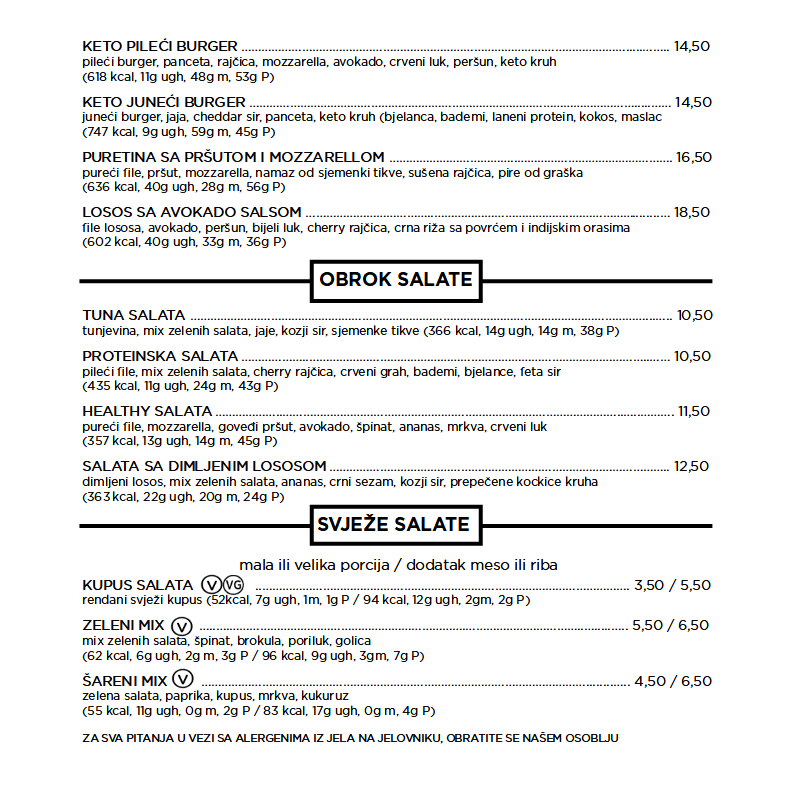 KETO PILEĆI BURGER ........ 14,50
pileći burger, panceta, rajčica, mozzarella, avokado, crveni luk, peršun, keto kruh
(618 kcal, 11g ugh, 48g m, 53g P)
KETO JUNEĆI BURGER ........ 14,50
juneći burger, jaja, cheddar sir, panceta, keto kruh (bjelanca, bademi, laneni protein, kokos, maslac
(747 kcal, 9g ugh, 59g m, 45g P)
PURETINA SA PRŠUTOM I MOZZARELLOM ........ 16,50
pureći file, pršut, mozzarella, namaz od sjemenki tikve, sušena rajčica, pire od graška
(636 kcal, 40g ugh, 28g m, 56g P)
LOSOS SA AVOKADO SALSOM ........ 18,50
file lososa, avokado, peršun, bijeli luk, cherry rajčica, crna riža sa povrćem i indijskim orasima
(602 kcal, 40g ugh, 33g m, 36g P)
OBROK SALATE
TUNA SALATA ........ 10,50
tunjevina, mix zelenih salata, jaje, kozji sir, sjemenke tikve (366 kcal, 14g ugh, 14g m, 38g P)
PROTEINSKA SALATA ........ 10,50
pileći file, mix zelenih salata, cherry rajčica, crveni grah, bademi, bjelance, feta sir
(435 kcal, 11g ugh, 24g m, 43g P)
HEALTHY SALATA ........ 11,50
pureći file, mozzarella, goveđi pršut, avokado, špinat, ananas, mrkva, crveni luk
(357 kcal, 13g ugh, 14g m, 45g P)
SALATA SA DIMLJENIM LOSOSOM ........ 12,50
dimljeni losos, mix zelenih salata, ananas, crni sezam, kozji sir, prepečene kockice kruha
(363 kcal, 22g ugh, 20g m, 24g P)
SVJEŽE SALATE
mala ili velika porcija / dodatak meso ili riba
KUPUS SALATA V VG ........ 3,50 / 5,50
rendani svježi kupus (52kcal, 7g ugh, 1m, 1g P / 94 kcal, 12g ugh, 2gm, 2g P)
ZELENI MIX V ........ 5,50 / 6,50
mix zelenih salata, špinat, brokula, poriluk, golica
(62 kcal, 6g ugh, 2g m, 3g P / 96 kcal, 9g ugh, 3gm, 7g P)
ŠARENI MIX V ........ 4,50 / 6,50
zelena salata, paprika, kupus, mrkva, kukuruz
(55 kcal, 11g ugh, 0g m, 2g P / 83 kcal, 17g ugh, 0g m, 4g P)
ZA SVA PITANJA U VEZI SA ALERGENIMA IZ JELA NA JELOVNIKU, OBRATITE SE NAŠEM OSOBLJU